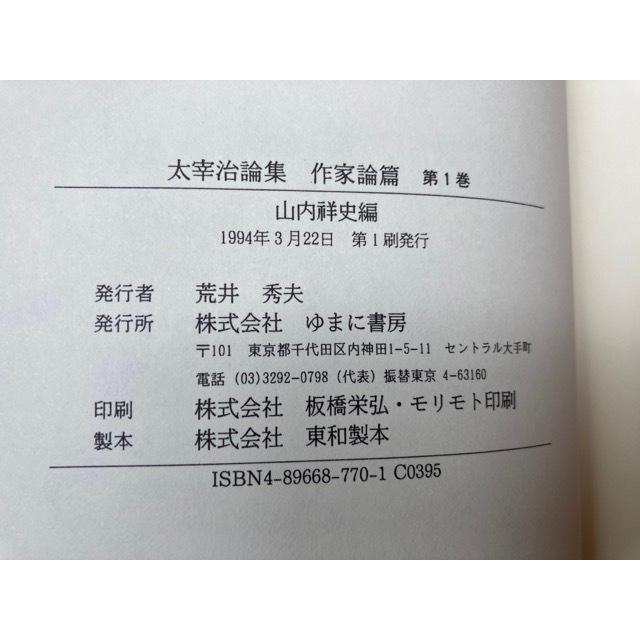 太宰治論集　作家論篇　第1巻
山内祥史編
1994年3月22日　第1刷発行
発行者　荒井　秀夫
発行所　株式会社　ゆまに書房
〒101　東京都千代田区内神田1-5-11　セントラル大手町
電話 (03)3292-0798（代表）振替東京 4-63160
印刷　株式会社　板橋栄弘・モリモト印刷
製本　株式会社　東和製本
ISBN4-89668-770-1 C0395